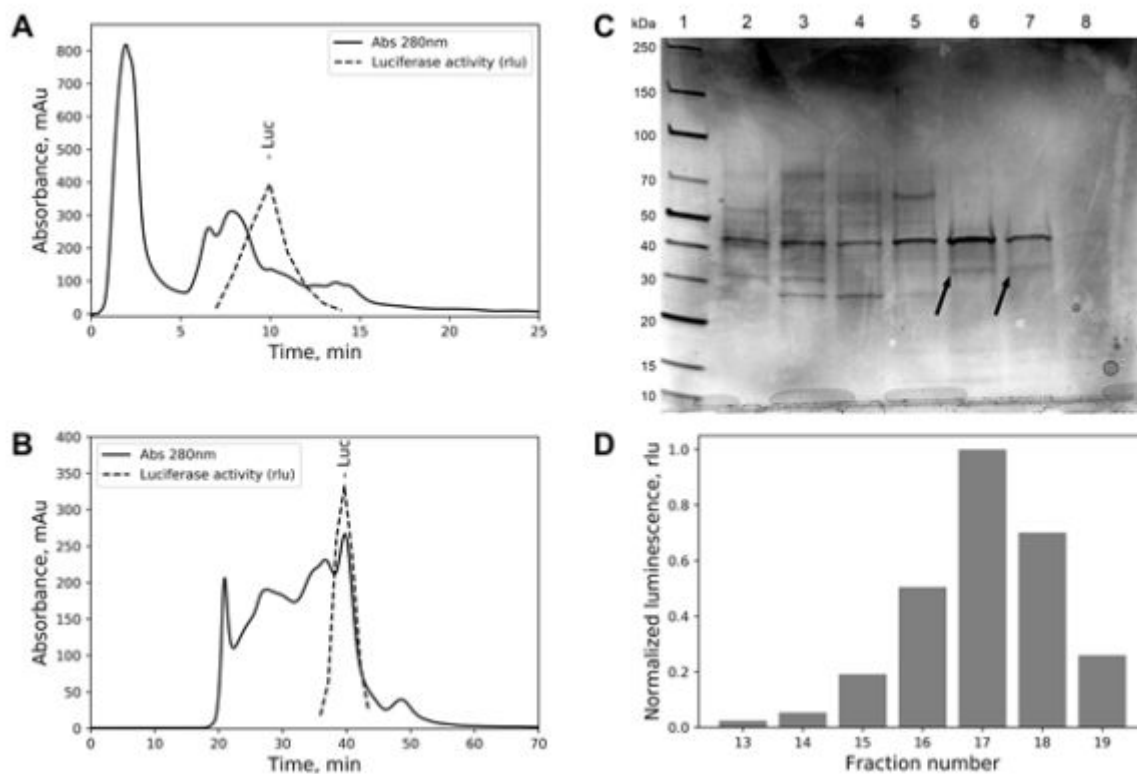 A
Abs 280nm
Luciferase activity (rlu)
Luc
Absorbance, mAu
800
700
600
500
400
300
200
100
0
0 5 10 15 20 25
Time, min
B
Abs 280nm
Luciferase activity (rlu)
Luc
Absorbance, mAu
400
350
300
250
200
150
100
50
0
0 10 20 30 40 50 60 70
Time, min
C
kDa 1 2 3 4 5 6 7 8
250
150
100
70
50
40
30
20
15
10
D
Normalized luminescence, rlu
1.0
0.8
0.6
0.4
0.2
0.0
13 14 15 16 17 18 19
Fraction number